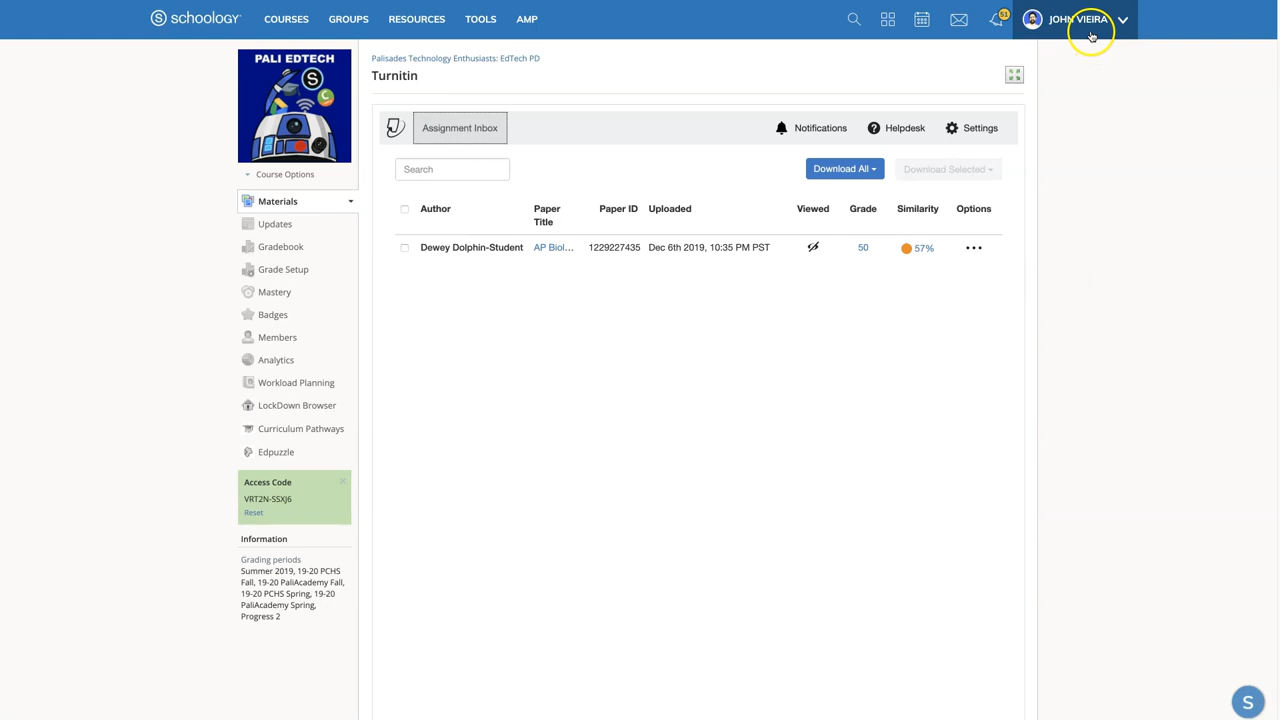 schoology COURSES GROUPS RESOURCES TOOLS AMP 51 JOHN VIEIRA
PALI EDTECH
S
Course Options
Materials
Updates
Gradebook
Grade Setup
Mastery
Badges
Members
Analytics
Workload Planning
LockDown Browser
Curriculum Pathways
Edpuzzle
Access Code
VRT2N-SSXJ6
Reset
Information
Grading periods
Summer 2019, 19-20 PCHS
Fall, 19-20 PaliAcademy Fall,
19-20 PCHS Spring, 19-20
PaliAcademy Spring,
Progress 2
Palisades Technology Enthusiasts: EdTech PD
Turnitin
Assignment Inbox Notifications Helpdesk Settings
Search Download All Download Selected
Author Paper Title Paper ID Uploaded Viewed Grade Similarity Options
Dewey Dolphin-Student AP Biol... 1229227435 Dec 6th 2019, 10:35 PM PST 50 57%
S